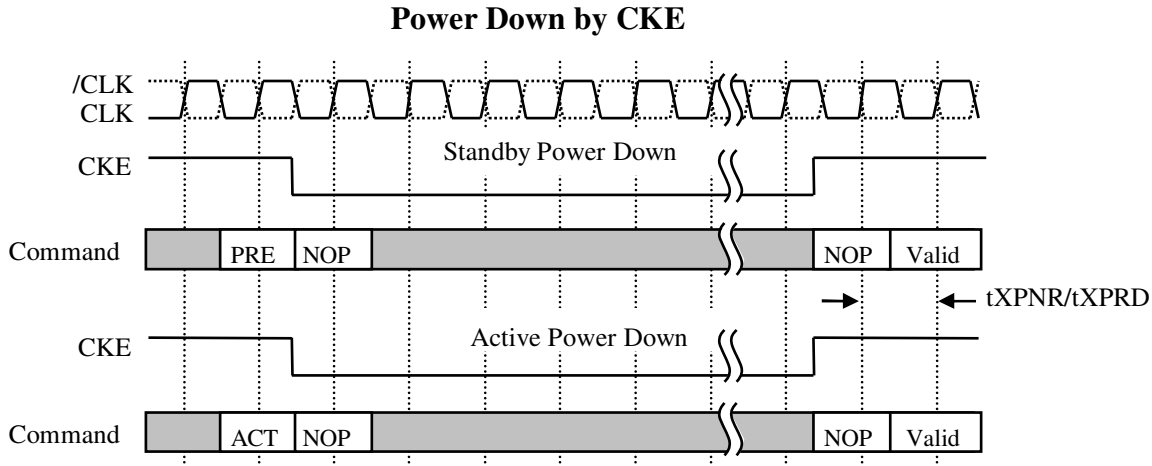 Power Down by CKE
/CLK
CLK
Standby Power Down
CKE
Command
PRE
NOP
NOP
Valid
tXPNR/tXPRD
Active Power Down
CKE
Command
ACT
NOP
NOP
Valid